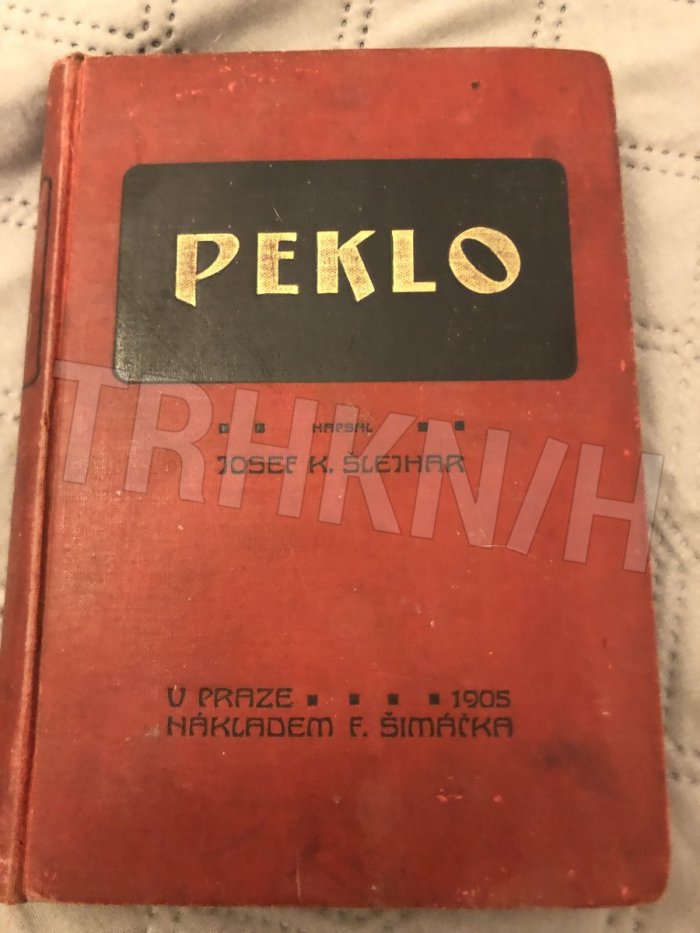 PEKLO
NAPSAL
JOSEF K. ŠLEJHAR
TRHKNIH
V PRAZE 1905
NÁKLADEM F. ŠIMÁČKA